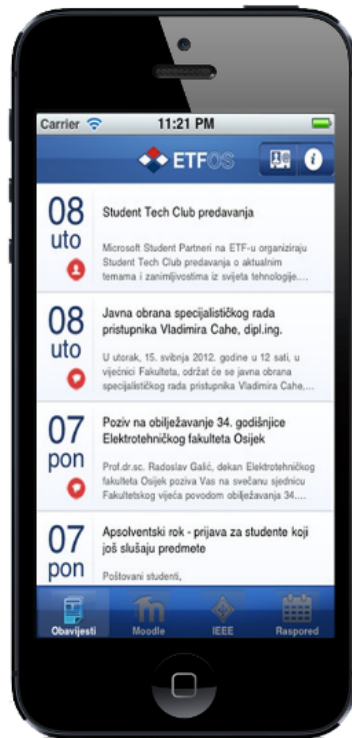 Carrier 11:21 PM
ETFOS
08
uto
Student Tech Club predavanja
Microsoft Student Partneri na ETF-u organiziraju
Student Tech Club predavanja o aktualnim
temama i zanimljivostima iz svijeta tehnologije....
08
uto
Javna obrana specijalističkog rada
pristupnika Vladimira Cahe, dipl.ing.
U utorak, 15. svibnja 2012. godine u 12 sati, u
vijećnici Fakulteta, održat će se javna obrana
specijalističkog rada pristupnika Vladimira Cahe,...
07
pon
Poziv na obilježavanje 34. godišnjice
Elektrotehničkog fakulteta Osijek
Prof.dr.sc. Radoslav Galić, dekan Elektrotehničkog
fakulteta Osijek poziva Vas na svečanu sjednicu
Fakultetskog vijeća povodom obilježavanja 34....
07
pon
Apsolventski rok - prijava za studente koji
još slušaju predmete
Poštovani studenti,
Obavijesti Moodle IEEE Raspored